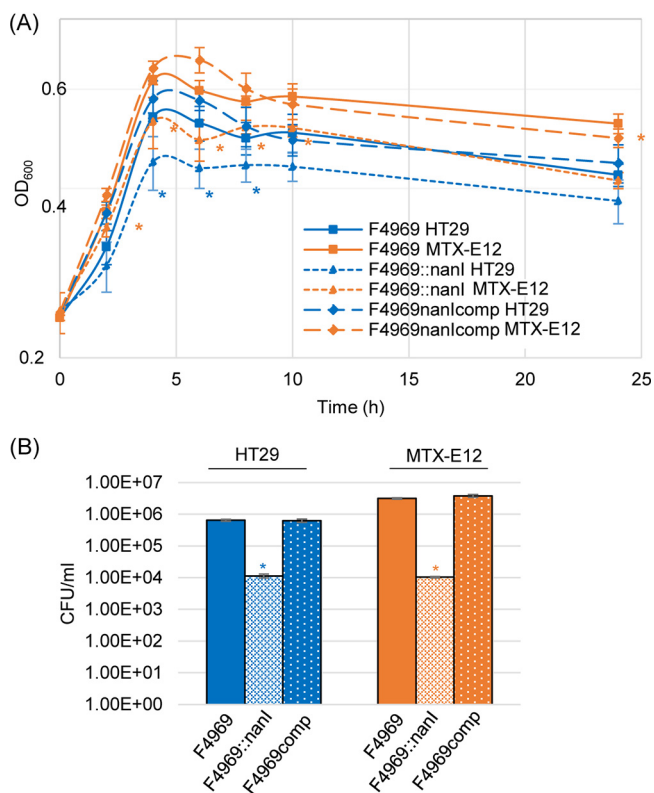 (A)
0.6
0.4
0.2
OD600
*
*
*
*
*
*
*
*
*
F4969 HT29
F4969 MTX-E12
F4969::nanI HT29
F4969::nanI MTX-E12
F4969nanIcomp HT29
F4969nanIcomp MTX-E12
0 5 10 15 20 25
Time (h)
(B)
HT29 MTX-E12
1.00E+07
1.00E+06
1.00E+05
1.00E+04
1.00E+03
1.00E+02
1.00E+01
1.00E+00
CFU/ml
* *
F4969 F4969::nanI F4969comp F4969 F4969::nanI F4969comp